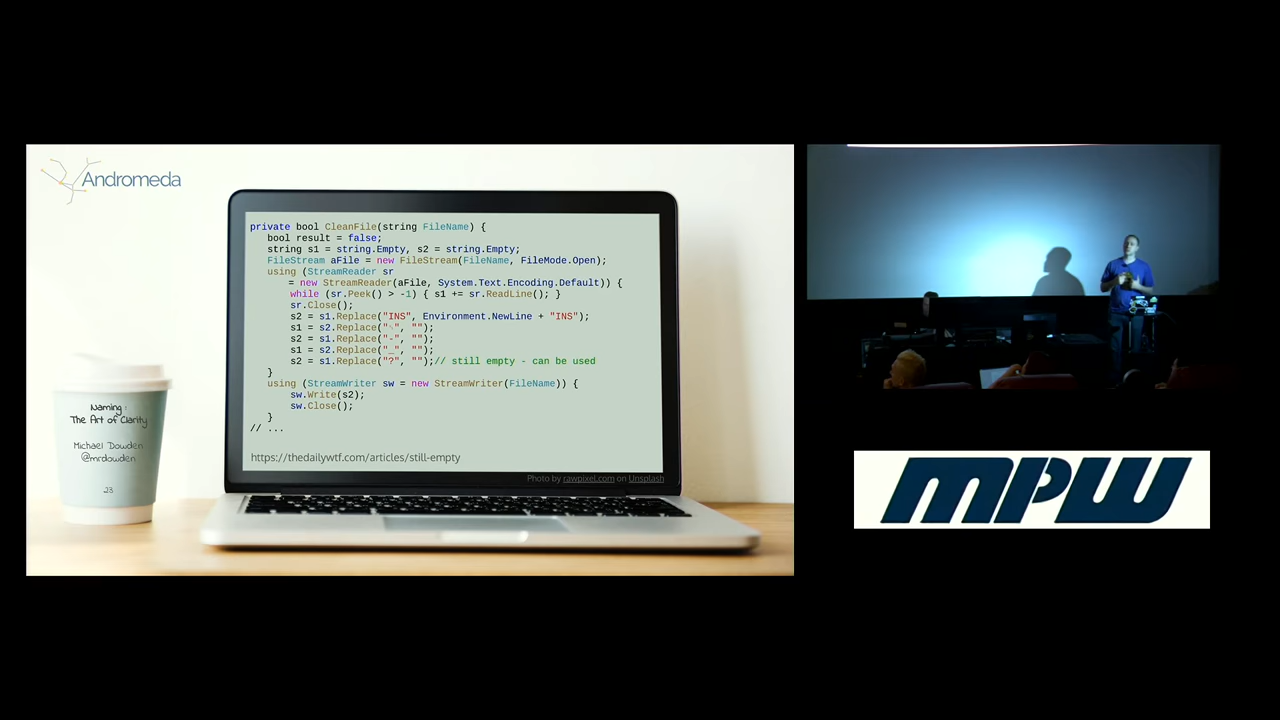 Andromeda
private bool CleanFile(string FileName) {
bool result = false;
string s1 = string.Empty, s2 = string.Empty;
FileStream aFile = new FileStream(FileName, FileMode.Open);
using (StreamReader sr
= new StreamReader(aFile, System.Text.Encoding.Default)) {
while (sr.Peek() > -1) { s1 += sr.ReadLine(); }
sr.Close();
s2 = s1.Replace("INS", Environment.NewLine + "INS");
s1 = s2.Replace("`", "");
s2 = s1.Replace("-", "");
s1 = s2.Replace("_", "");
s2 = s1.Replace("?", "");// still empty - can be used
}
using (StreamWriter sw = new StreamWriter(FileName)) {
sw.Write(s2);
sw.Close();
}
// ...
https://thedailywtf.com/articles/still-empty
Photo by rawpixel.com on Unsplash
Naming :
The Art of Clarity
Michael Dowden
@mrdowden
23
MPW